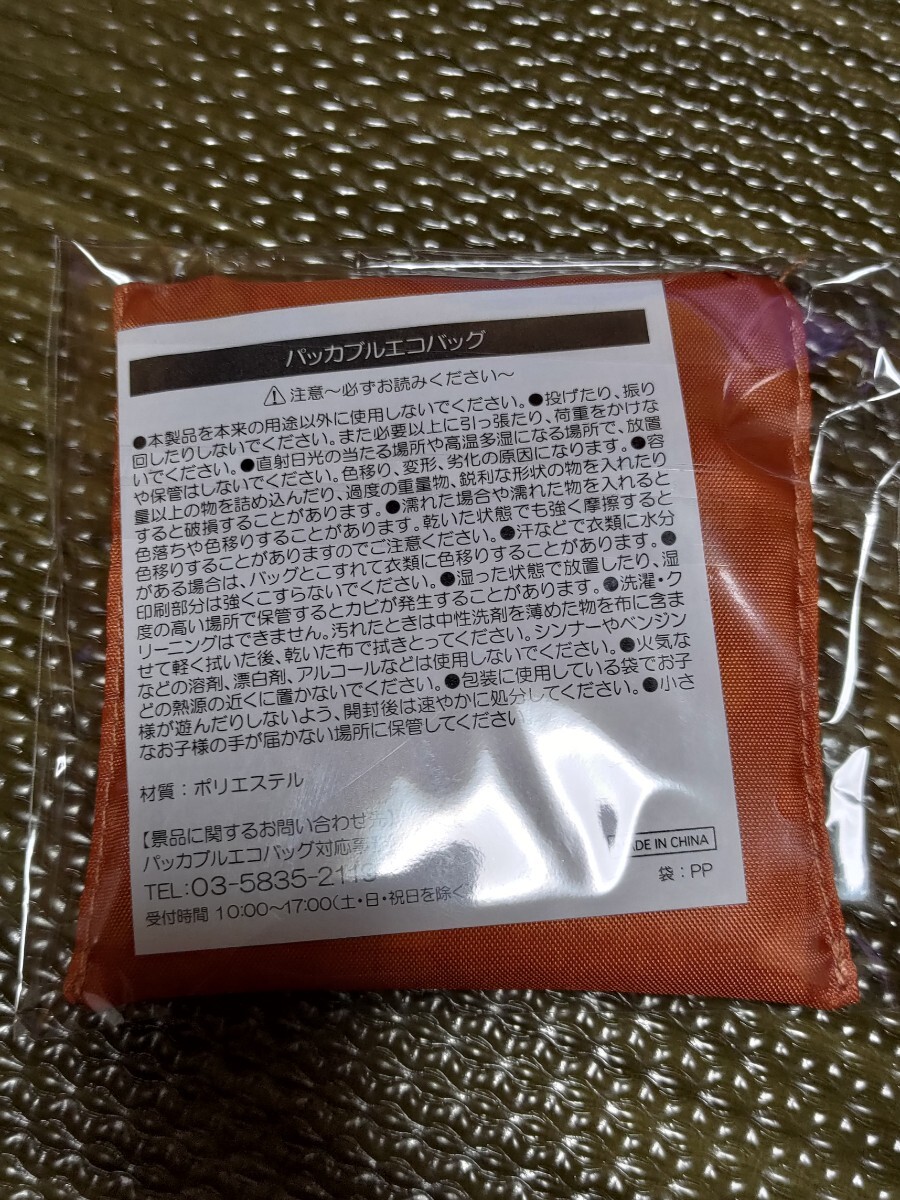 パッカブルエコバッグ
注意～必ずお読みください～
●本製品を本来の用途以外に使用しないでください。●投げたり、振り
回したりしないでください。また必要以上に引っ張たり、荷重をかけな
いでください。●直射日光の当たる場所や高温多湿になる場所で、放置
や保管はしないでください。色移り、変形、劣化の原因になります。●容
量以上の物を詰め込んだり、過度の重量物、鋭利な形状の物を入れたり
すると破損することがあります。●濡れた場合や濡れた物を入れると
色落ちや色移りすることがあります。乾いた状態でも強く摩擦すると
色移りすることがありますのでご注意ください。●汗などで衣類に水分
がある場合は、バッグとこすれて衣類に色移りすることがあります。●
印刷部分は強くこすらないでください。●湿った状態で放置したり、湿
度の高い場所で保管するとカビが発生することがあります。●洗濯・ク
リーニングはできません。汚れたときは中性洗剤を薄めた物を布に含ま
せて軽く拭いた後、乾いた布で拭きとってください。シンナーやベンジン
などの溶剤、漂白剤、アルコールなどは使用しないでください。●火気な
どの熱源の近くに置かないでください。●包装に使用している袋でお子
様が遊んだりしないよう、開封後は速やかに処分してください。●小さ
なお子様の手が届かない場所に保管してください
材質：ポリエステル
【景品に関するお問い合わせ先】
パッカブルエコバッグ対応
MADE IN CHINA
TEL:03-5835-211
袋：PP
受付時間 10:00～17:00(土・日・祝日を除く